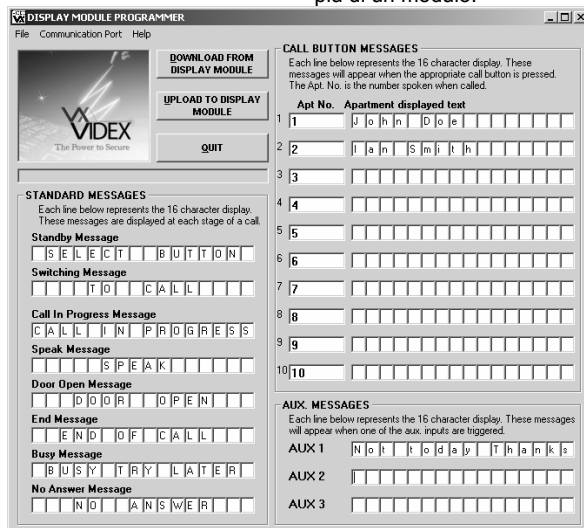 più di un modulo.
DISPLAY MODULE PROGRAMMER
File Communication Port Help
VIDEX
The Power to Secure
DOWNLOAD FROM
DISPLAY MODULE
UPLOAD TO DISPLAY
MODULE
QUIT
STANDARD MESSAGES
Each line below represents the 16 character display.
These messages are displayed at each stage of a call.
Standby Message
SELECT BUTTON
Switching Message
TO CALL
Call In Progress Message
CALL IN PROGRESS
Speak Message
SPEAK
Door Open Message
DOOR OPEN
End Message
END OF CALL
Busy Message
BUSY TRY LATER
No Answer Message
NO ANSWER
CALL BUTTON MESSAGES
Each line below represents the 16 character display. These
messages will appear when the appropriate call button is pressed.
The Apt. No. is the number spoken when called.
Apt No. Apartment displayed text
1 1 John Doe
2 2 Ian Smith
3 3
4 4
5 5
6 6
7 7
8 8
9 9
10 10
AUX. MESSAGES
Each line below represents the 16 character display. These messages
will appear when one of the aux. inputs are triggered.
AUX 1 Not today Thanks
AUX 2
AUX 3